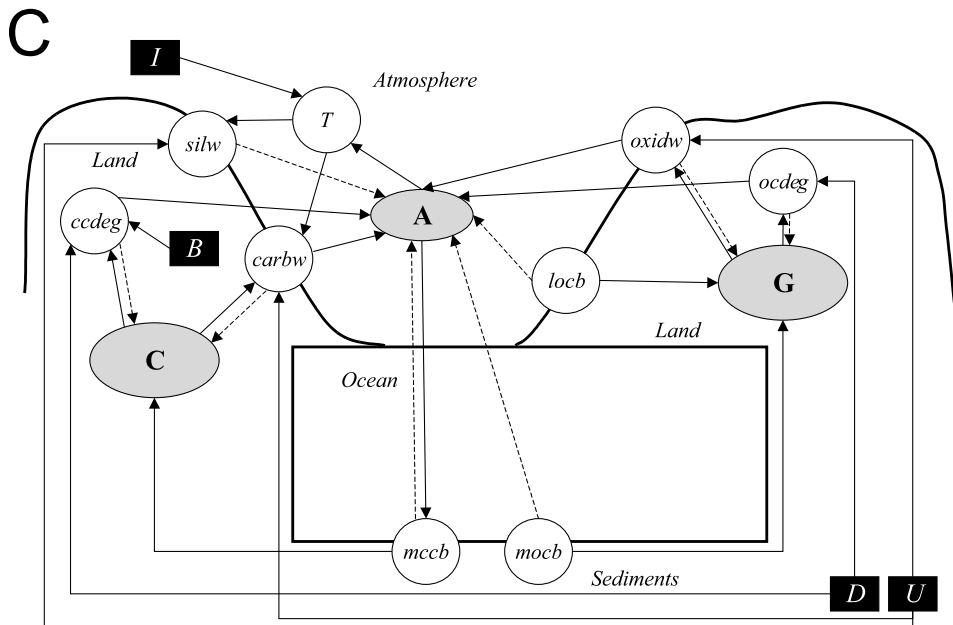 C
I
Atmosphere
T
silw
oxidw
Land
ocdeg
ccdeg
A
B
carbw
locb
G
Land
C
Ocean
mccb
mocb
Sediments
D
U